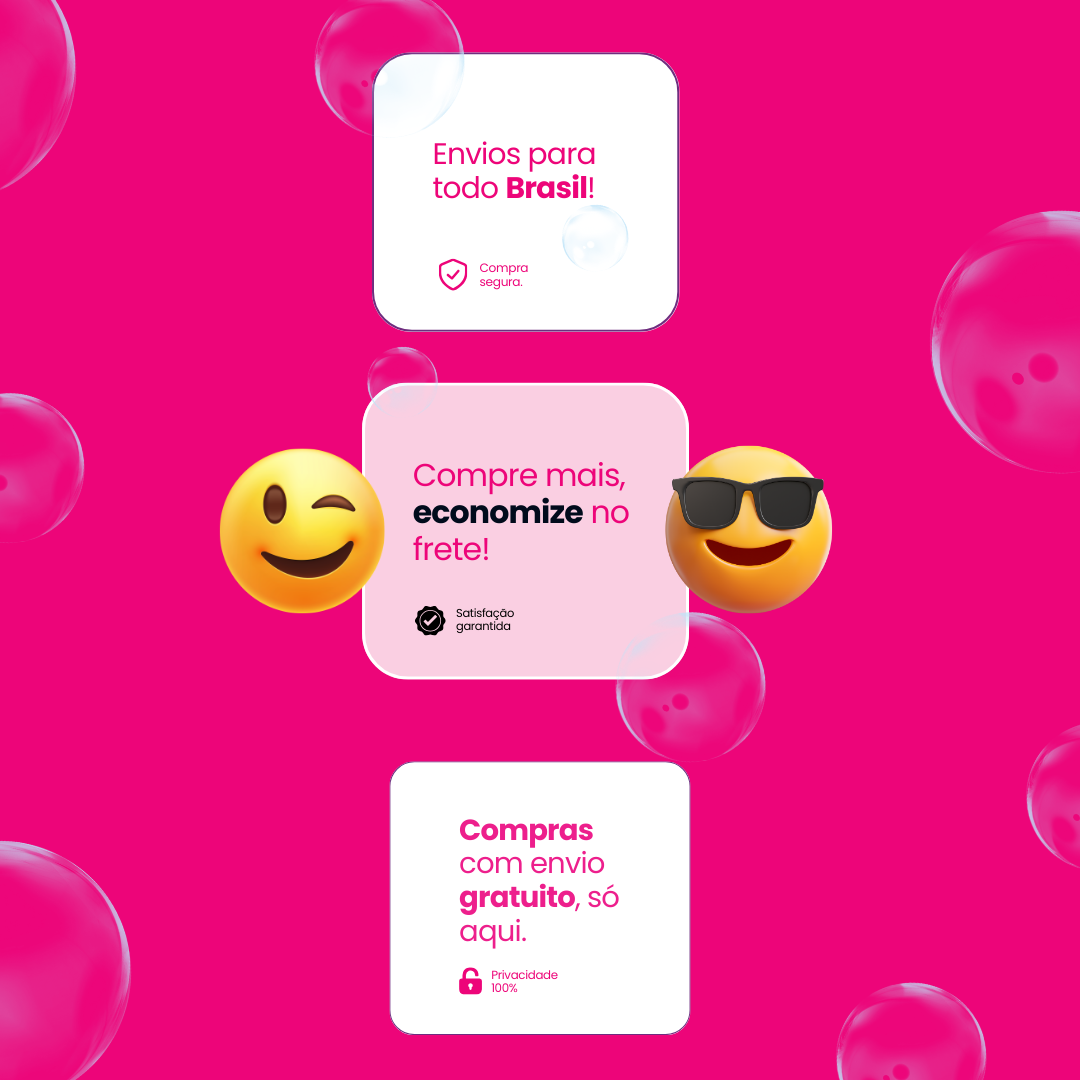 Envios para
todo Brasil!
Compra
segura.
Compre mais,
economize no
frete!
Satisfação
garantida
Compras
com envio
gratuito, só
aqui.
Privacidade
100%